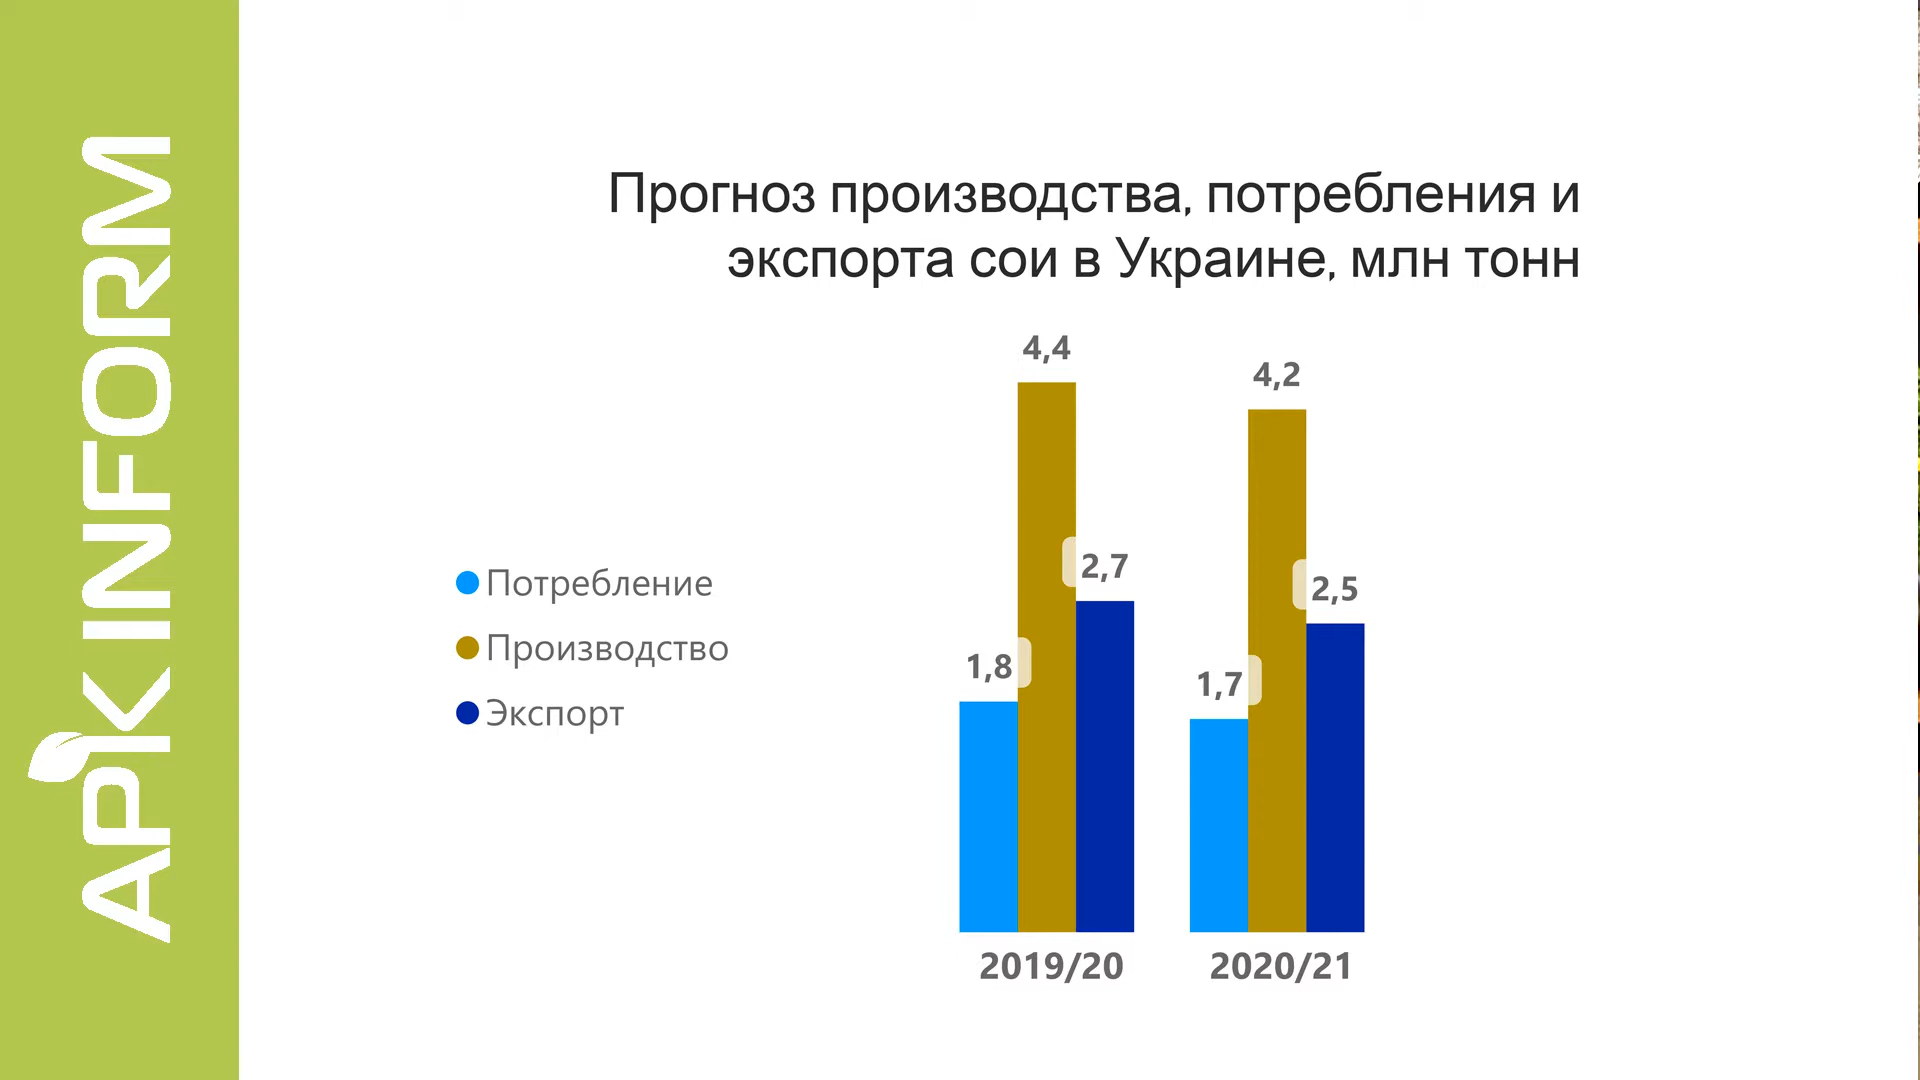 APK INFORM
Прогноз производства, потребления и
экспорта сои в Украине, млн тонн
Потребление
Производство
Экспорт
4,4
4,2
2,7
2,5
1,8
1,7
2019/20
2020/21